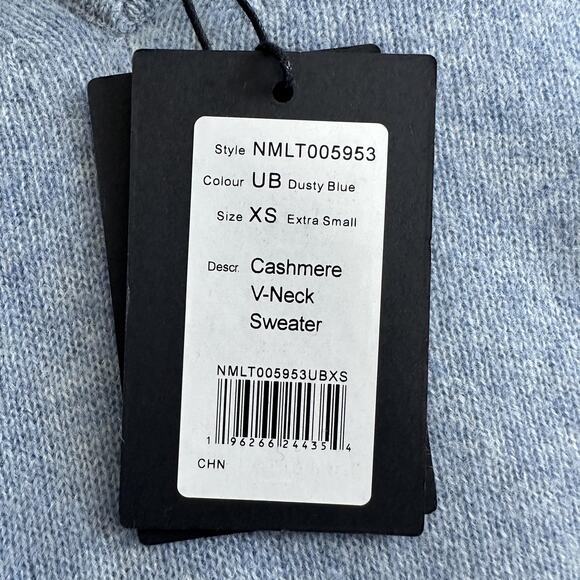 Style NMLT005953
Colour UB Dusty Blue
Size XS Extra Small
Descr. Cashmere
V-Neck
Sweater
NMLT005953UBXS
1 96266 24435 4
CHN